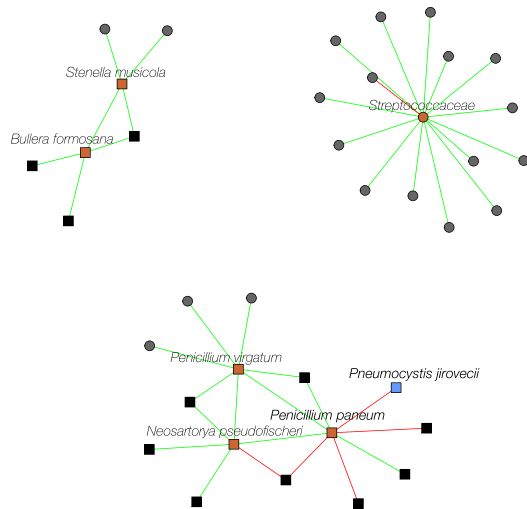 Stenella musicola
Streptococcaceae
Bullera formosana
Penicillium virgatum
Pneumocystis jirovecii
Penicillium paneum
Neosartorya pseudofischeri